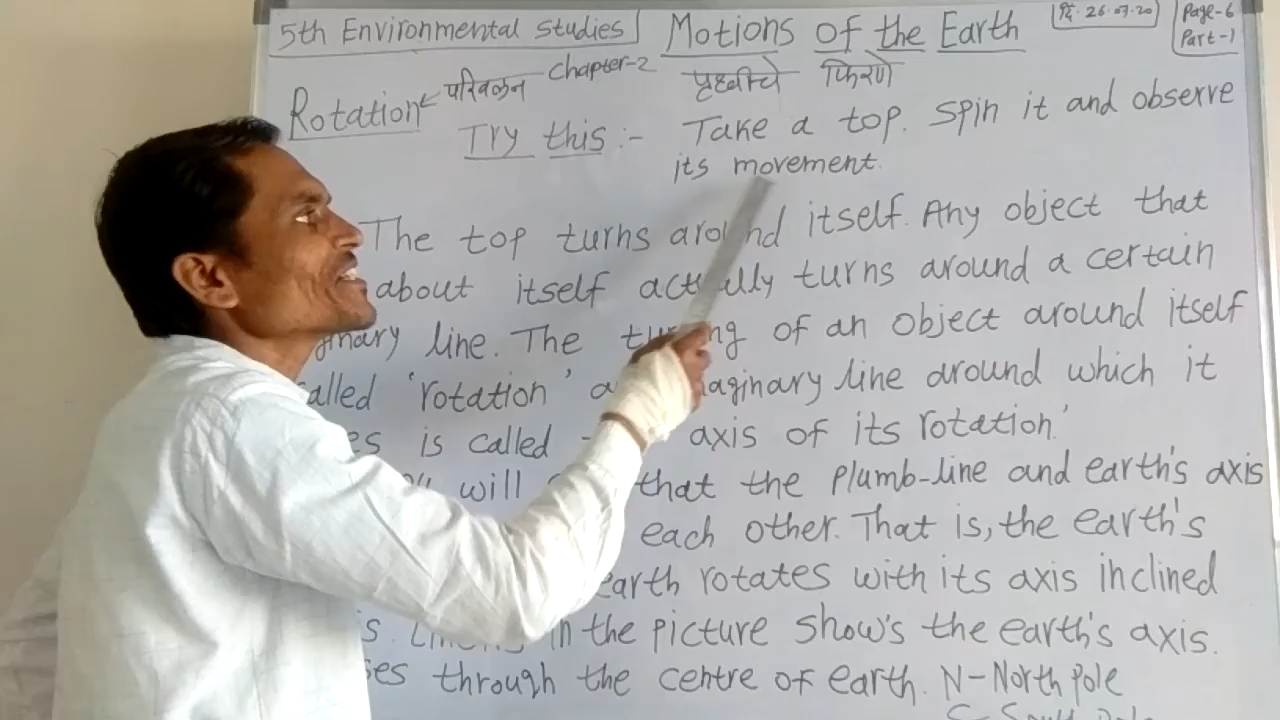 5th Environmental studies Motions of the Earth दि. 26.07.20 Page-6
Part-1
Chapter-2 पृथ्वीचे फिरणे
Rotation परिवलन
Try this :- Take a top. Spin it and observe
its movement.
The top turns around itself. Any object that
about itself actually turns around a certain
line. The turning of an object around itself
'rotation' imaginary line around which it
is called axis of its rotation'
will that the plumb-line and earth's axis
each other. That is, the earth's
earth rotates with its axis inclined
in the picture show's the earth's axis.
through the centre of earth. N-North Pole